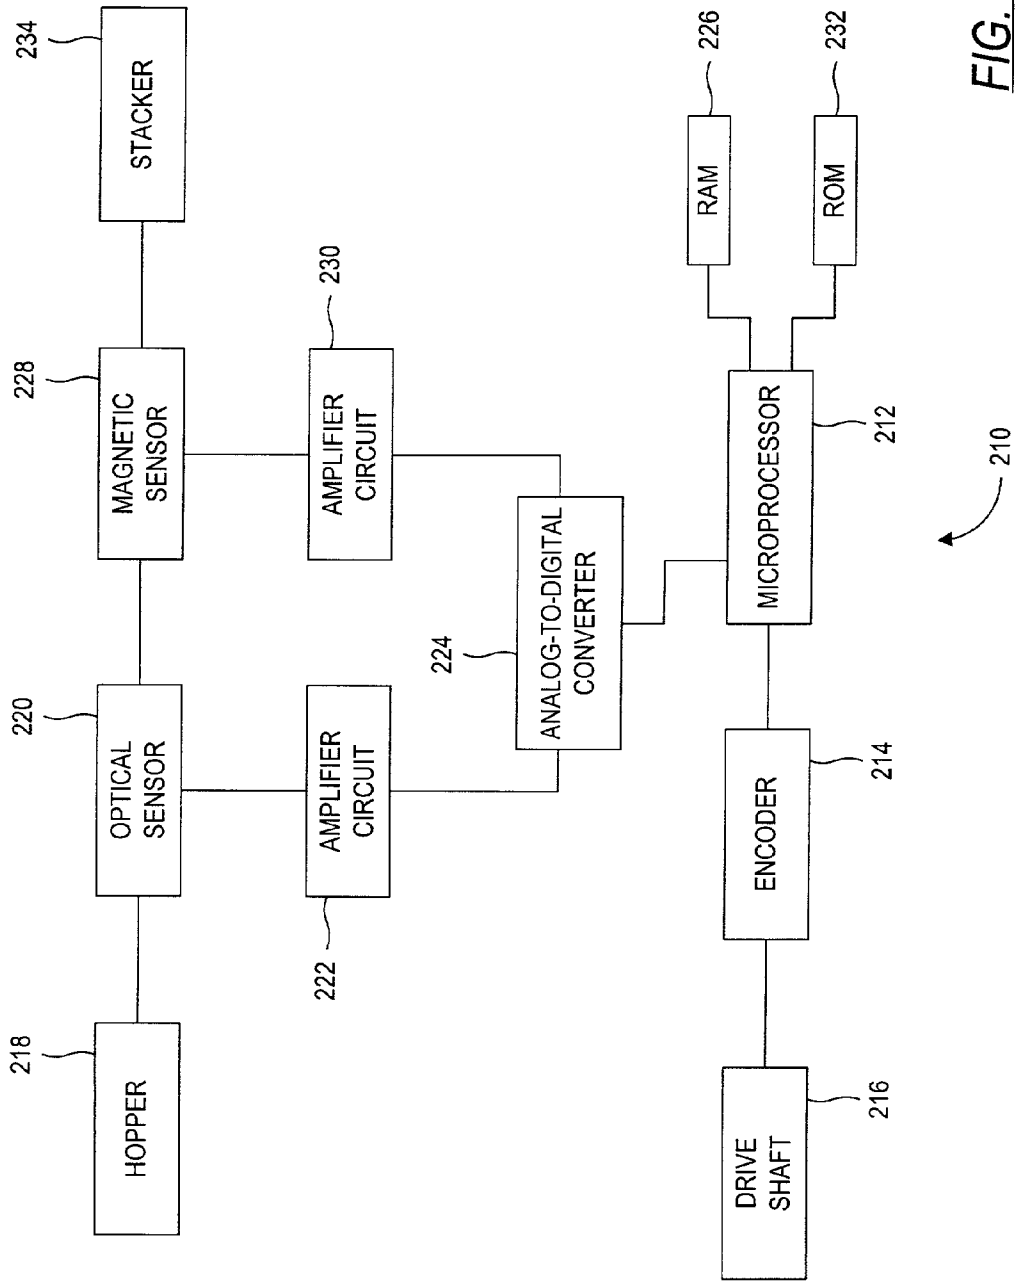 218
220
228
234
HOPPER
OPTICAL
SENSOR
MAGNETIC
SENSOR
STACKER
222
AMPLIFIER
CIRCUIT
AMPLIFIER
CIRCUIT
230
224
ANALOG-TO-DIGITAL
CONVERTER
DRIVE
SHAFT
ENCODER
MICROPROCESSOR
RAM
226
ROM
232
216
214
212
210
FIG.